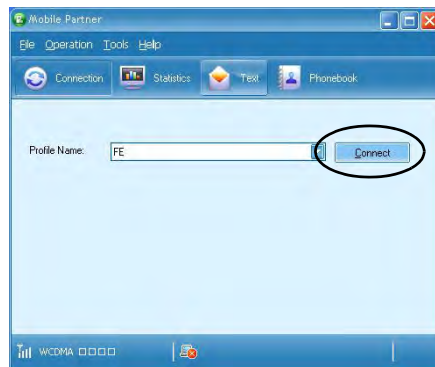 Mobile Partner
File Operation Tools Help
Connection Statistics Text Phonebook
Profile Name: FE Connect
WCDMA □□□□